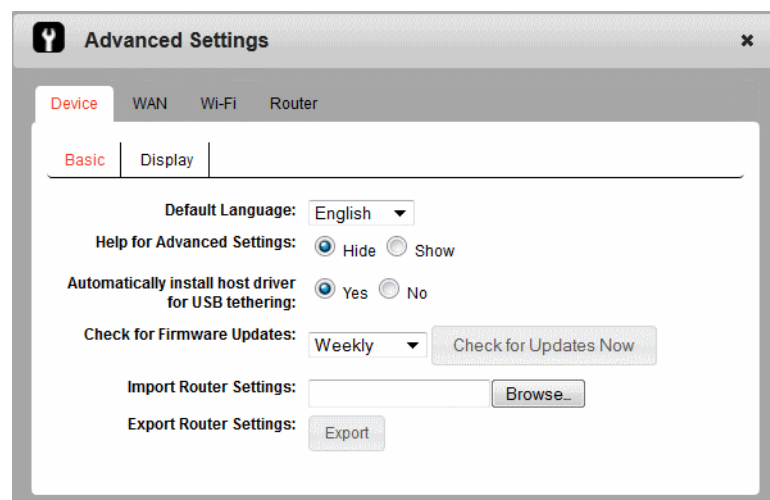 Advanced Settings
Device WAN Wi-Fi Router
Basic Display
Default Language: English
Help for Advanced Settings: Hide Show
Automatically install host driver
for USB tethering: Yes No
Check for Firmware Updates: Weekly Check for Updates Now
Import Router Settings: Browse...
Export Router Settings: Export